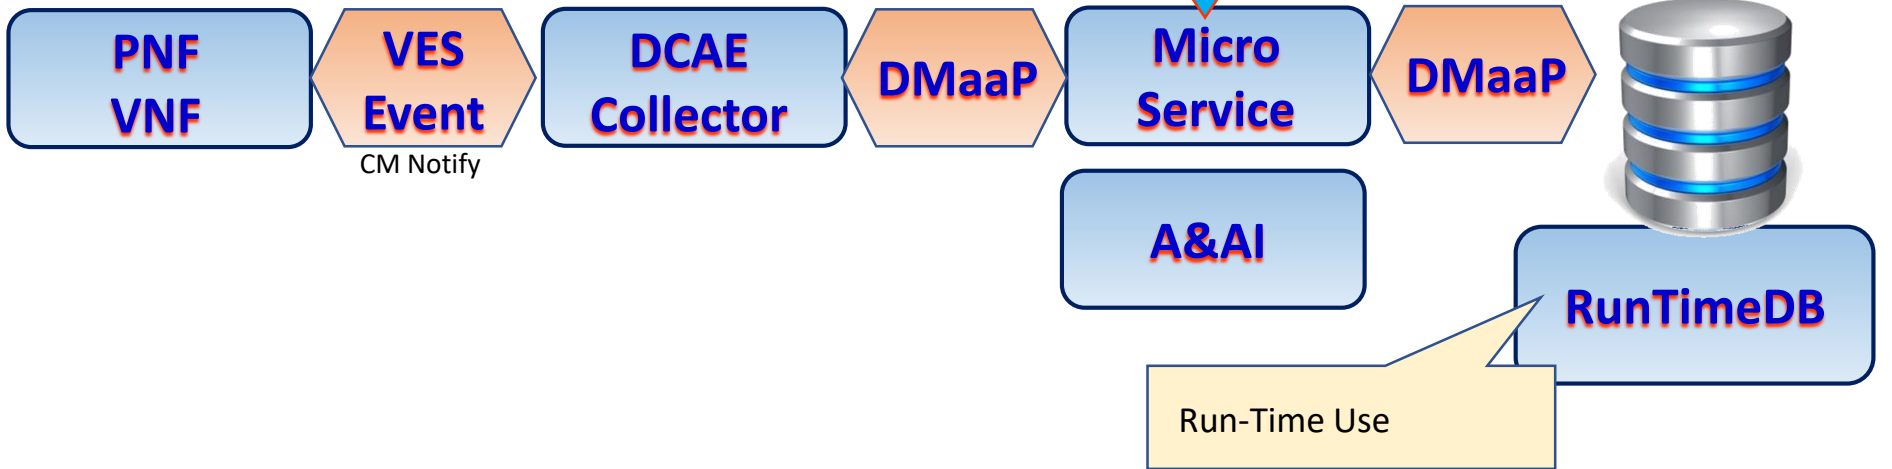 PNF
VNF
VES
Event
CM Notify
DCAE
Collector
DMaaP
Micro
Service
DMaaP
A&AI
RunTimeDB
Run-Time Use